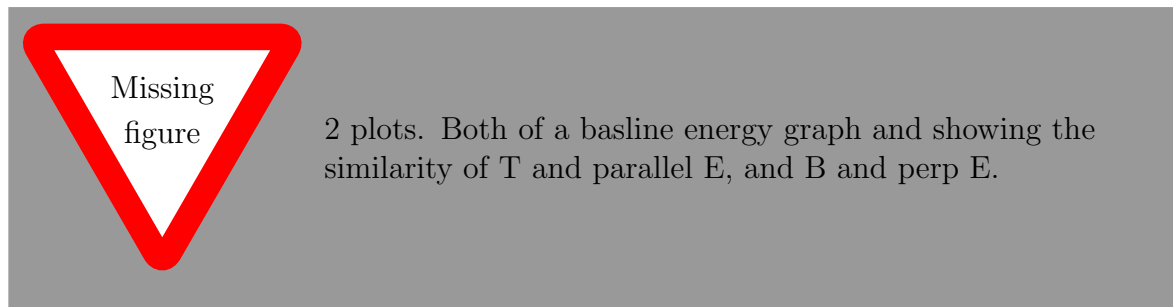 Missing
figure
2 plots. Both of a basline energy graph and showing the
similarity of T and parallel E, and B and perp E.